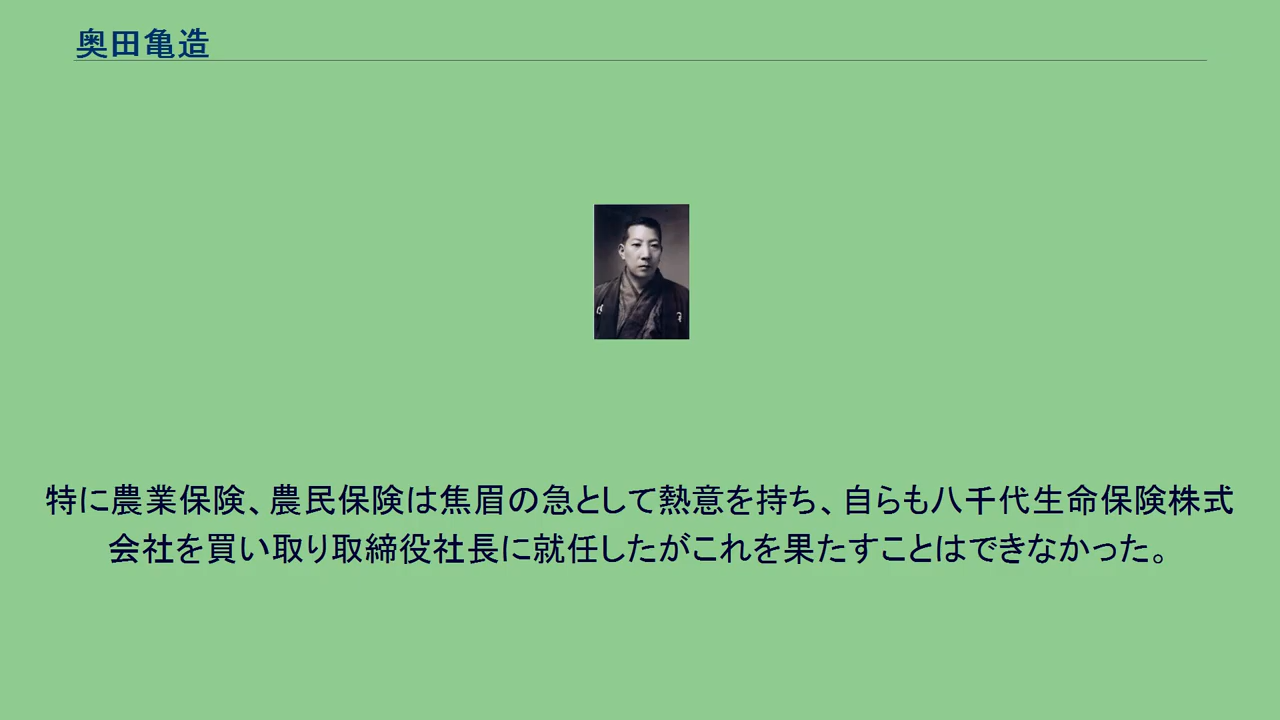 奥田亀造
特に農業保険、農民保険は焦眉の急として熱意を持ち、自らも八千代生命保険株式
会社を買い取り取締役社長に就任したがこれを果たすことはできなかった。